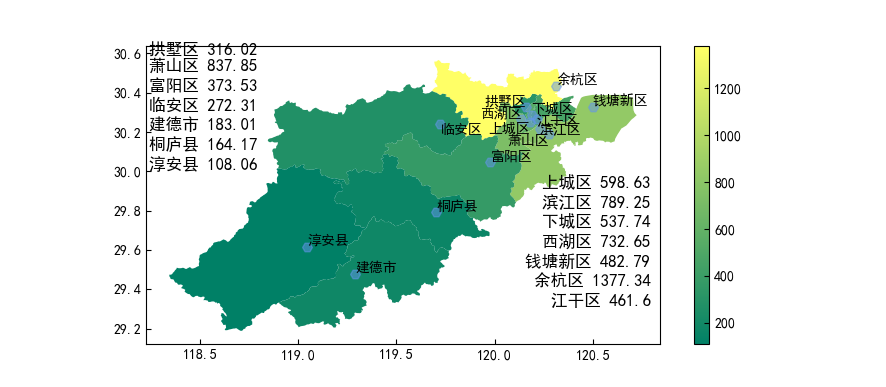 30.6
30.4
30.2
30.0
29.8
29.6
29.4
29.2
拱墅区 316.02
萧山区 837.85
富阳区 373.53
临安区 272.31
建德市 183.01
桐庐县 164.17
淳安县 108.06
余杭区
钱塘新区
拱墅区
下城区
西湖区
江干区
上城区
滨江区
临安区
萧山区
富阳区
桐庐县
淳安县
建德市
上城区 598.63
滨江区 789.25
下城区 537.74
西湖区 732.65
钱塘新区 482.79
余杭区 1377.34
江干区 461.6
118.5
119.0
119.5
120.0
120.5
1200
1000
800
600
400
200